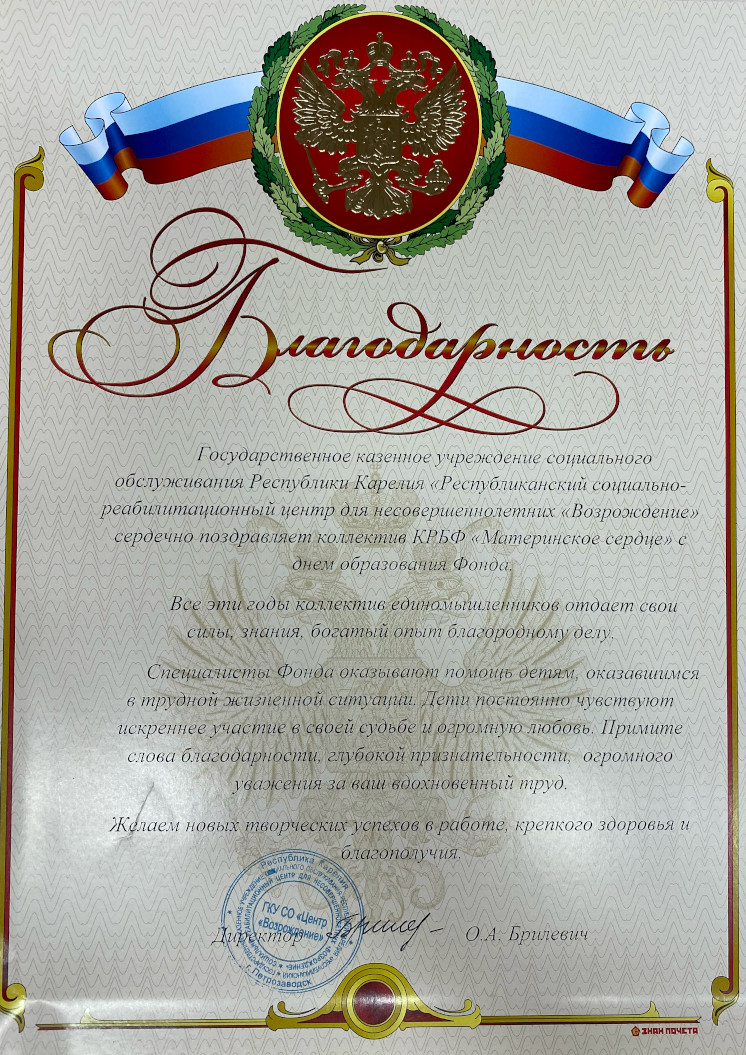 Благодарность
Государственное казенное учреждение социального
обслуживания Республики Карелия «Республиканский социально-
реабилитационный центр для несовершеннолетних «Возрождение»
сердечно поздравляет коллектив КРБФ «Материнское сердце» с
днем образования Фонда.
Все эти годы коллектив единомышленников отдает свои
силы, знания, богатый опыт благородному делу.
Специалисты Фонда оказывают помощь детям, оказавшимся
в трудной жизненной ситуации. Дети постоянно чувствуют
искреннее участие в своей судьбе и огромную любовь. Примите
слова благодарности, глубокой признательности, огромного
уважения за ваш вдохновенный труд.
Желаем новых творческих успехов в работе, крепкого здоровья и
благополучия.
Республика Карелия
ГКУ СО «Центр
«Возрождение»
г. Петрозаводск
Директор О.А. Брилевич
ЗНАК ПОЧЕТА